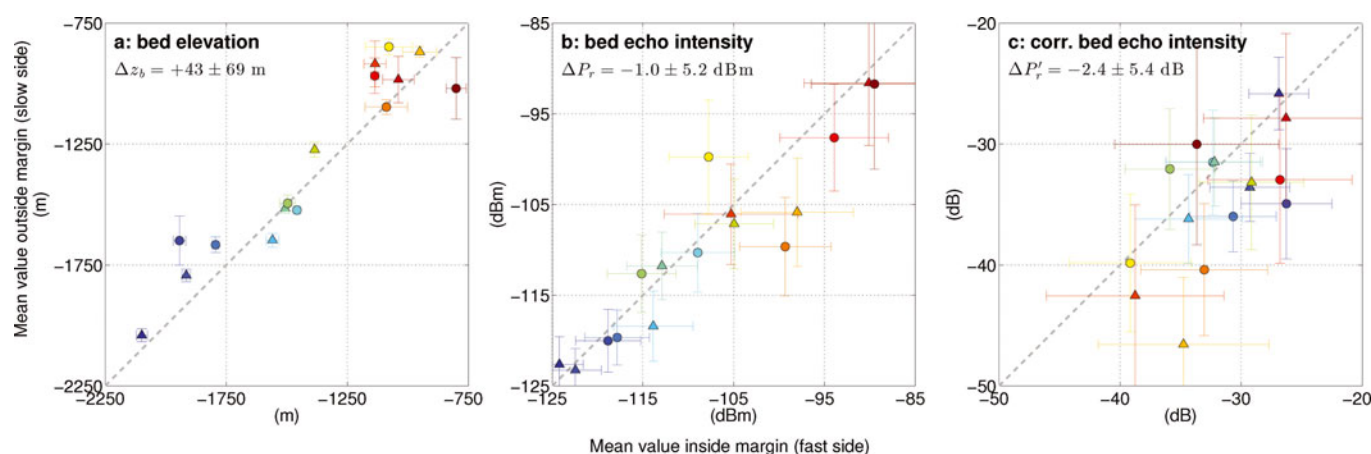 Mean value outside margin (slow side)
(m)
−750
−1250
−1750
−2250
a: bed elevation
Δz_b = +43 ± 69 m
−2250
−1750
−1250
−750
(m)
(dBm)
−85
−95
−105
−115
−125
b: bed echo intensity
ΔP_r = −1.0 ± 5.2 dBm
−125
−115
−105
−95
−85
(dBm)
(dB)
−20
−30
−40
−50
c: corr. bed echo intensity
ΔP′_r = −2.4 ± 5.4 dB
−50
−40
−30
−20
(dB)
Mean value inside margin (fast side)